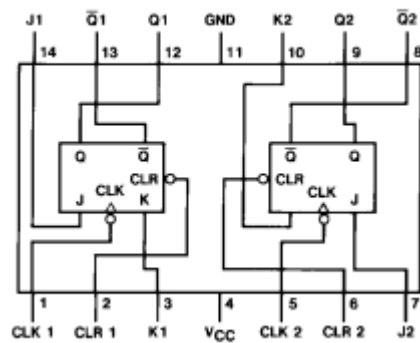 J1 Q̅1 Q1 GND K2 Q2 Q̅2
14 13 12 11 10 9 8
Q Q̅ Q̅ Q
CLR CLR
CLK CLK
J K J
1 2 3 4 5 6 7
CLK 1 CLR 1 K1 VCC CLK 2 CLR 2 J2